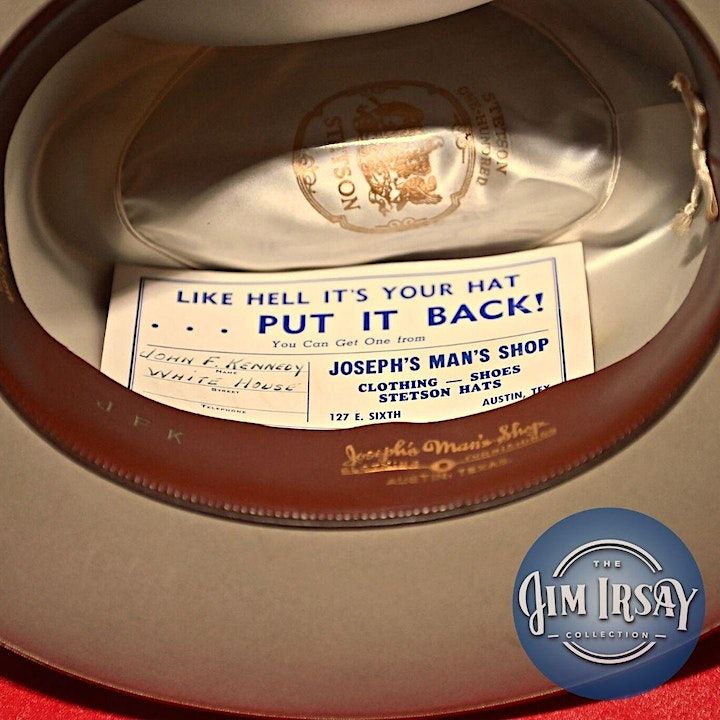 STETSON
STETSON
ONE-HUNDRED
LIKE HELL IT'S YOUR HAT
. . . PUT IT BACK!
You Can Get One from
JOHN F. KENNEDY
NAME
WHITE HOUSE
STREET
TELEPHONE
JOSEPH'S MAN'S SHOP
CLOTHING — SHOES
STETSON HATS
127 E. SIXTH AUSTIN, TEX
J F K
Joseph's Man's Shop
AUSTIN, TEXAS.
THE
JIM IRSAY
COLLECTION